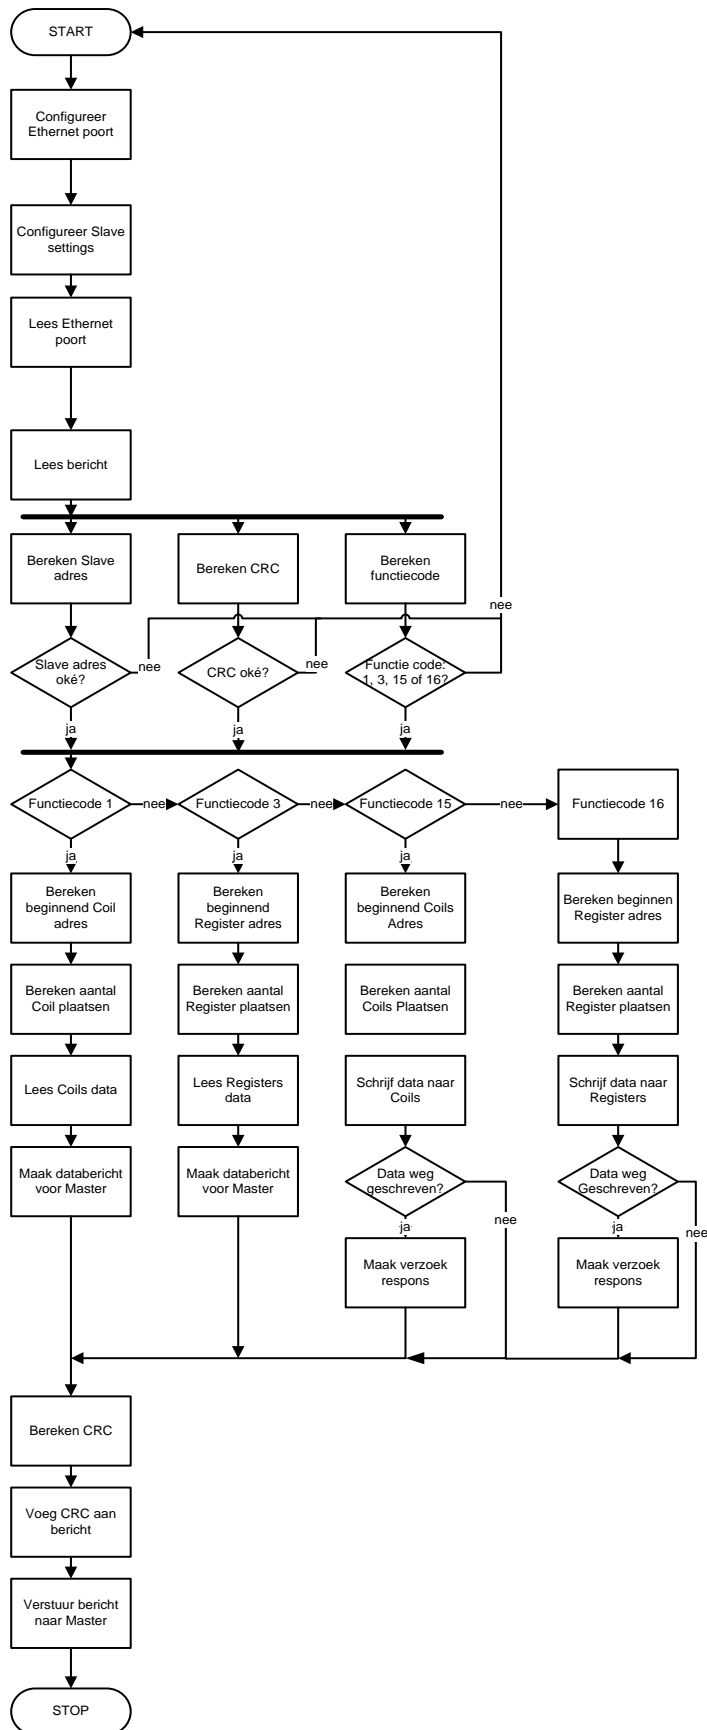 START
Configureer
Ethernet poort
Configureer Slave
settings
Lees Ethernet
poort
Lees bericht
Bereken Slave
adres
Bereken CRC
Bereken
functiecode
nee
Slave adres
oké?
nee
CRC oké?
nee
Functie code:
1, 3, 15 of 16?
ja
ja
ja
Functiecode 1
nee
Functiecode 3
nee
Functiecode 15
nee
Functiecode 16
ja
ja
ja
Bereken
beginnend Coil
adres
Bereken
beginnend
Register adres
Bereken
beginnend Coils
Adres
Bereken beginnen
Register adres
Bereken aantal
Coil plaatsen
Bereken aantal
Register plaatsen
Bereken aantal
Coils Plaatsen
Bereken aantal
Register plaatsen
Lees Coils data
Lees Registers
data
Schrijf data naar
Coils
Schrijf data naar
Registers
Maak databericht
voor Master
Maak databericht
voor Master
Data weg
geschreven?
Data weg
Geschreven?
ja
nee
ja
nee
Maak verzoek
respons
Maak verzoek
respons
Bereken CRC
Voeg CRC aan
bericht
Verstuur bericht
naar Master
STOP